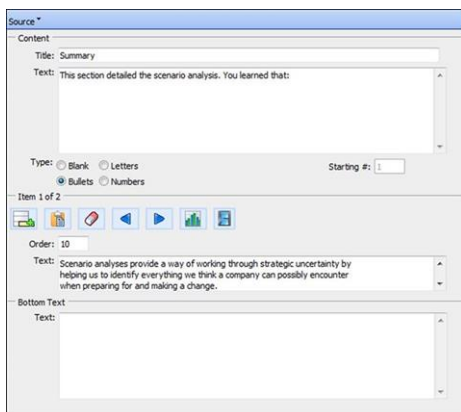 Source
Content
Title: Summary
Text: This section detailed the scenario analysis. You learned that:
Type: Blank Letters Starting #: 1
Bullets Numbers
Item 1 of 2
Order: 10
Text: Scenario analyses provide a way of working through strategic uncertainty by
helping us to identify everything we think a company can possibly encounter
when preparing for and making a change.
Bottom Text
Text: